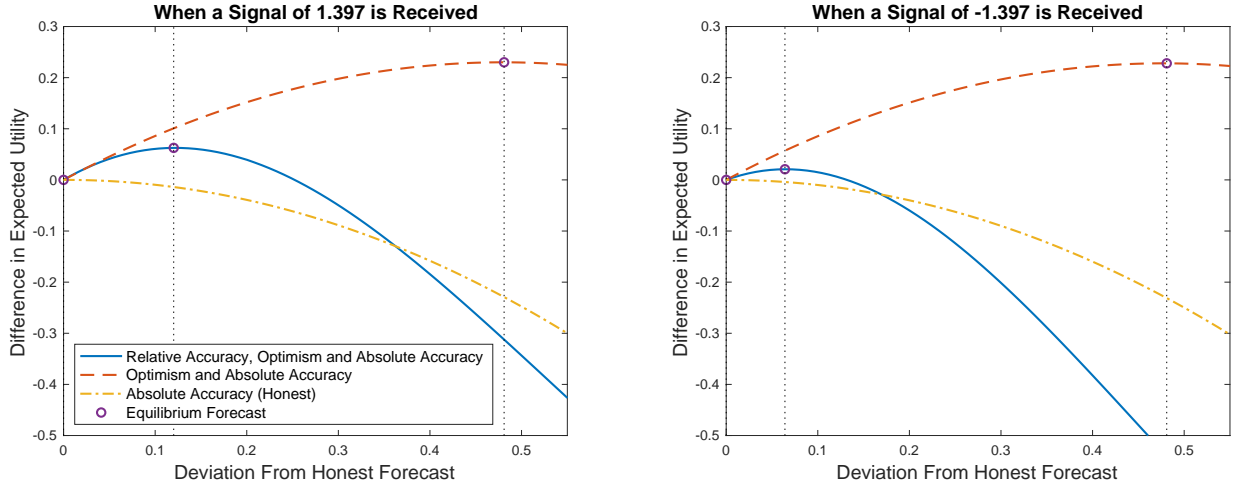 When a Signal of 1.397 is Received
0.3
0.2
0.1
0
-0.1
-0.2
-0.3
-0.4
-0.5
Difference in Expected Utility
Relative Accuracy, Optimism and Absolute Accuracy
Optimism and Absolute Accuracy
Absolute Accuracy (Honest)
Equilibrium Forecast
0 0.1 0.2 0.3 0.4 0.5
Deviation From Honest Forecast
When a Signal of -1.397 is Received
0.3
0.2
0.1
0
-0.1
-0.2
-0.3
-0.4
-0.5
Difference in Expected Utility
0 0.1 0.2 0.3 0.4 0.5
Deviation From Honest Forecast